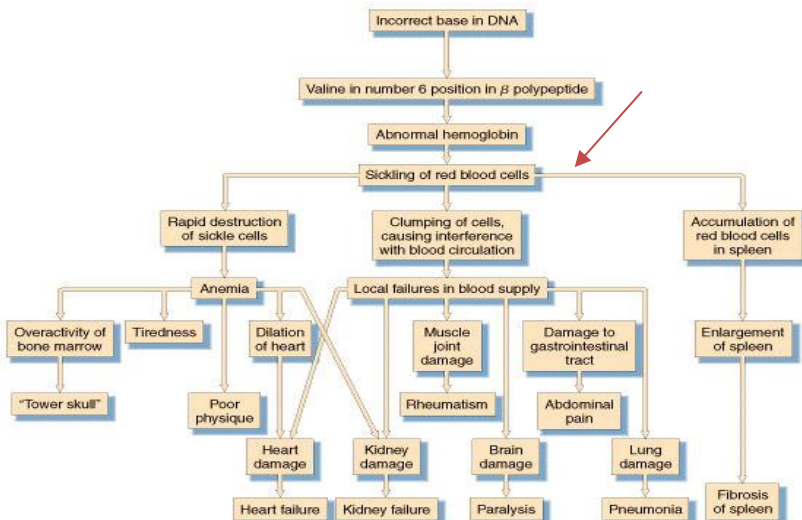 Incorrect base in DNA
Valine in number 6 position in β polypeptide
Abnormal hemoglobin
Sickling of red blood cells
Rapid destruction
of sickle cells
Clumping of cells,
causing interference
with blood circulation
Accumulation of
red blood cells
in spleen
Anemia
Local failures in blood supply
Overactivity of
bone marrow
Tiredness
Dilation
of heart
Muscle
joint
damage
Damage to
gastrointestinal
tract
Enlargement
of spleen
"Tower skull"
Poor
physique
Rheumatism
Abdominal
pain
Heart
damage
Kidney
damage
Brain
damage
Lung
damage
Heart failure
Kidney failure
Paralysis
Pneumonia
Fibrosis
of spleen